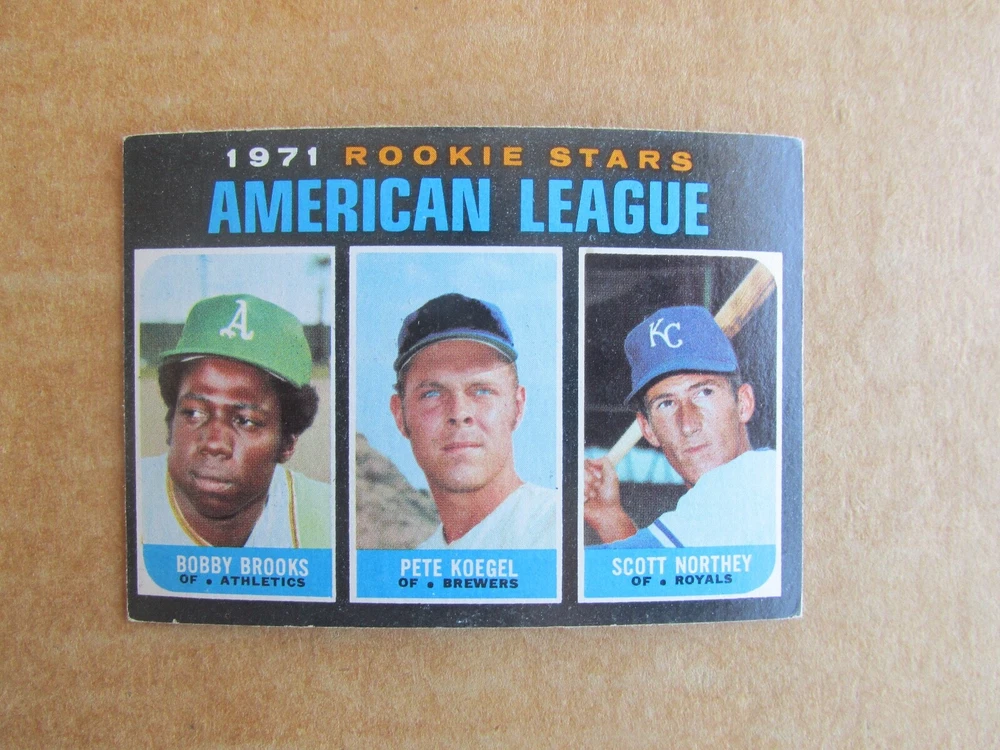 1971 ROOKIE STARS
AMERICAN LEAGUE
A
KC
BOBBY BROOKS
OF • ATHLETICS
PETE KOEGEL
OF • BREWERS
SCOTT NORTHEY
OF • ROYALS